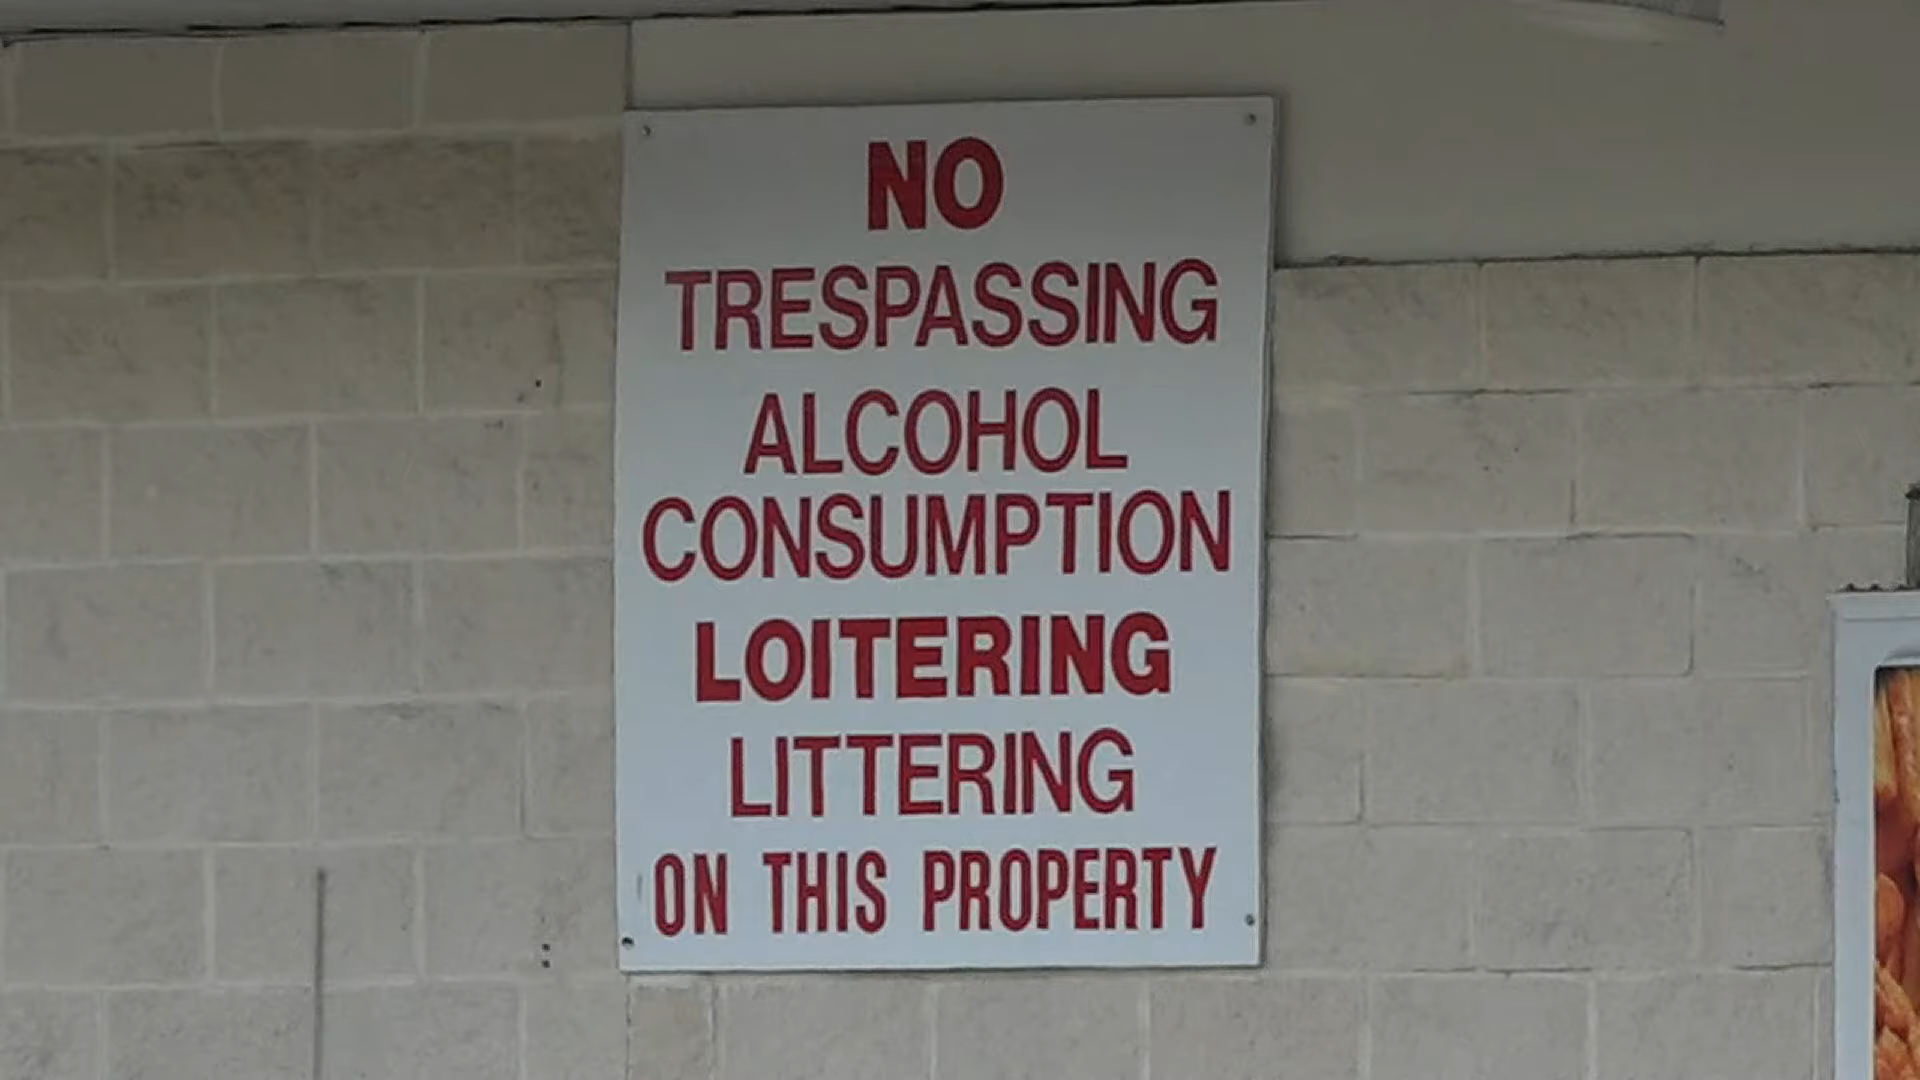 NO
TRESPASSING
ALCOHOL
CONSUMPTION
LOITERING
LITTERING
ON THIS PROPERTY